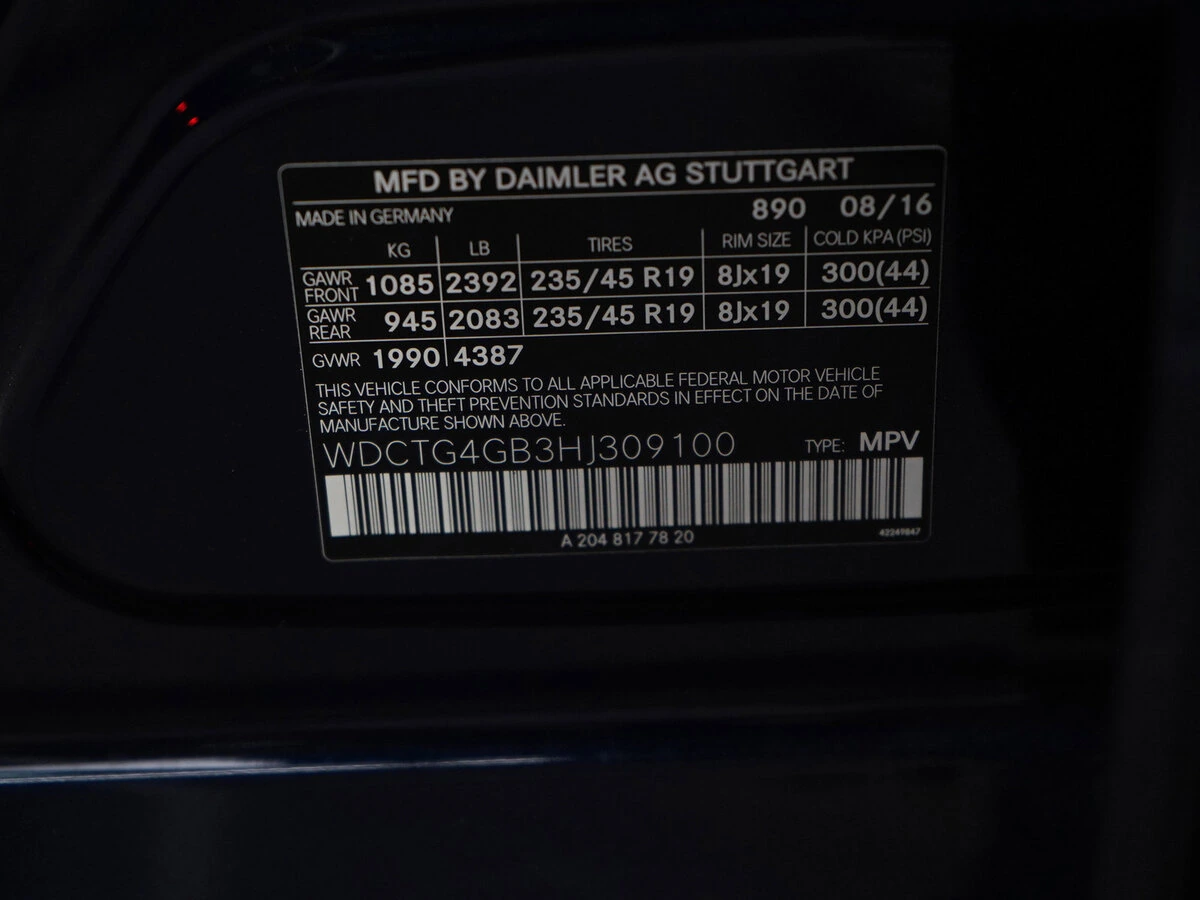 MFD BY DAIMLER AG STUTTGART
MADE IN GERMANY 890 08/16
KG LB TIRES RIM SIZE COLD KPA (PSI)
GAWR FRONT 1085 2392 235/45 R19 8Jx19 300(44)
GAWR REAR 945 2083 235/45 R19 8Jx19 300(44)
GVWR 1990 4387
THIS VEHICLE CONFORMS TO ALL APPLICABLE FEDERAL MOTOR VEHICLE
SAFETY AND THEFT PREVENTION STANDARDS IN EFFECT ON THE DATE OF
MANUFACTURE SHOWN ABOVE.
WDCTG4GB3HJ309100 TYPE: MPV
A 204 817 78 20 42249847